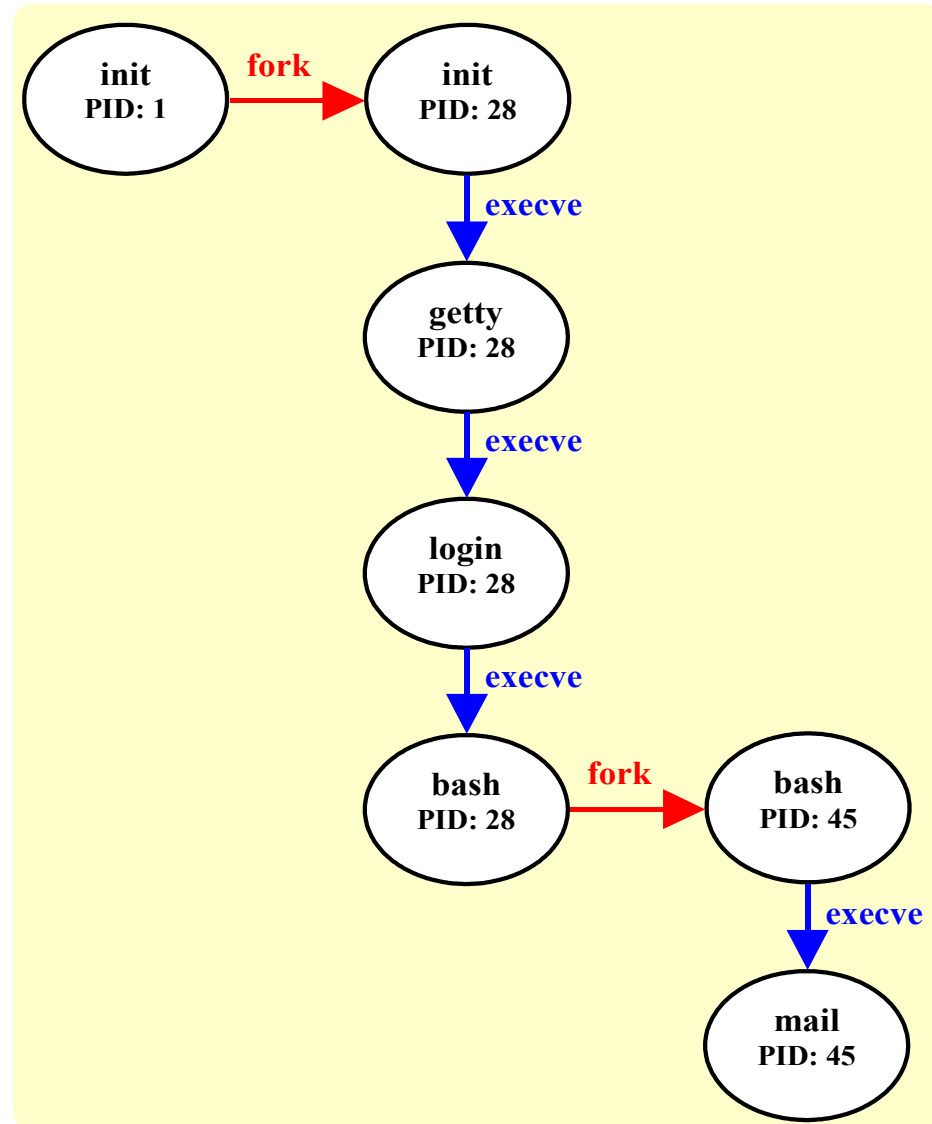 init
PID: 1
fork
init
PID: 28
execve
getty
PID: 28
execve
login
PID: 28
execve
bash
PID: 28
fork
bash
PID: 45
execve
mail
PID: 45